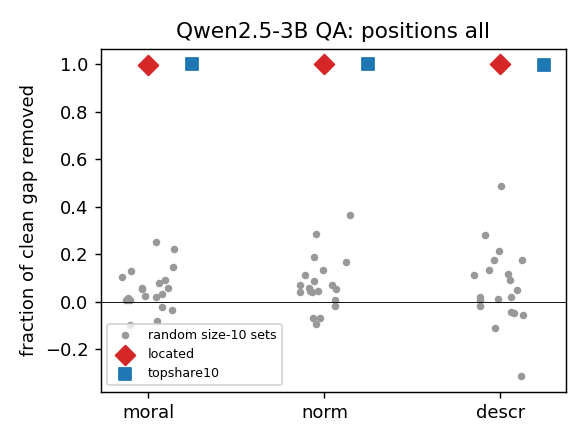 Qwen2.5-3B QA: positions all
fraction of clean gap removed
1.0
0.8
0.6
0.4
0.2
0.0
−0.2
random size-10 sets
located
topshare10
moral
norm
descr